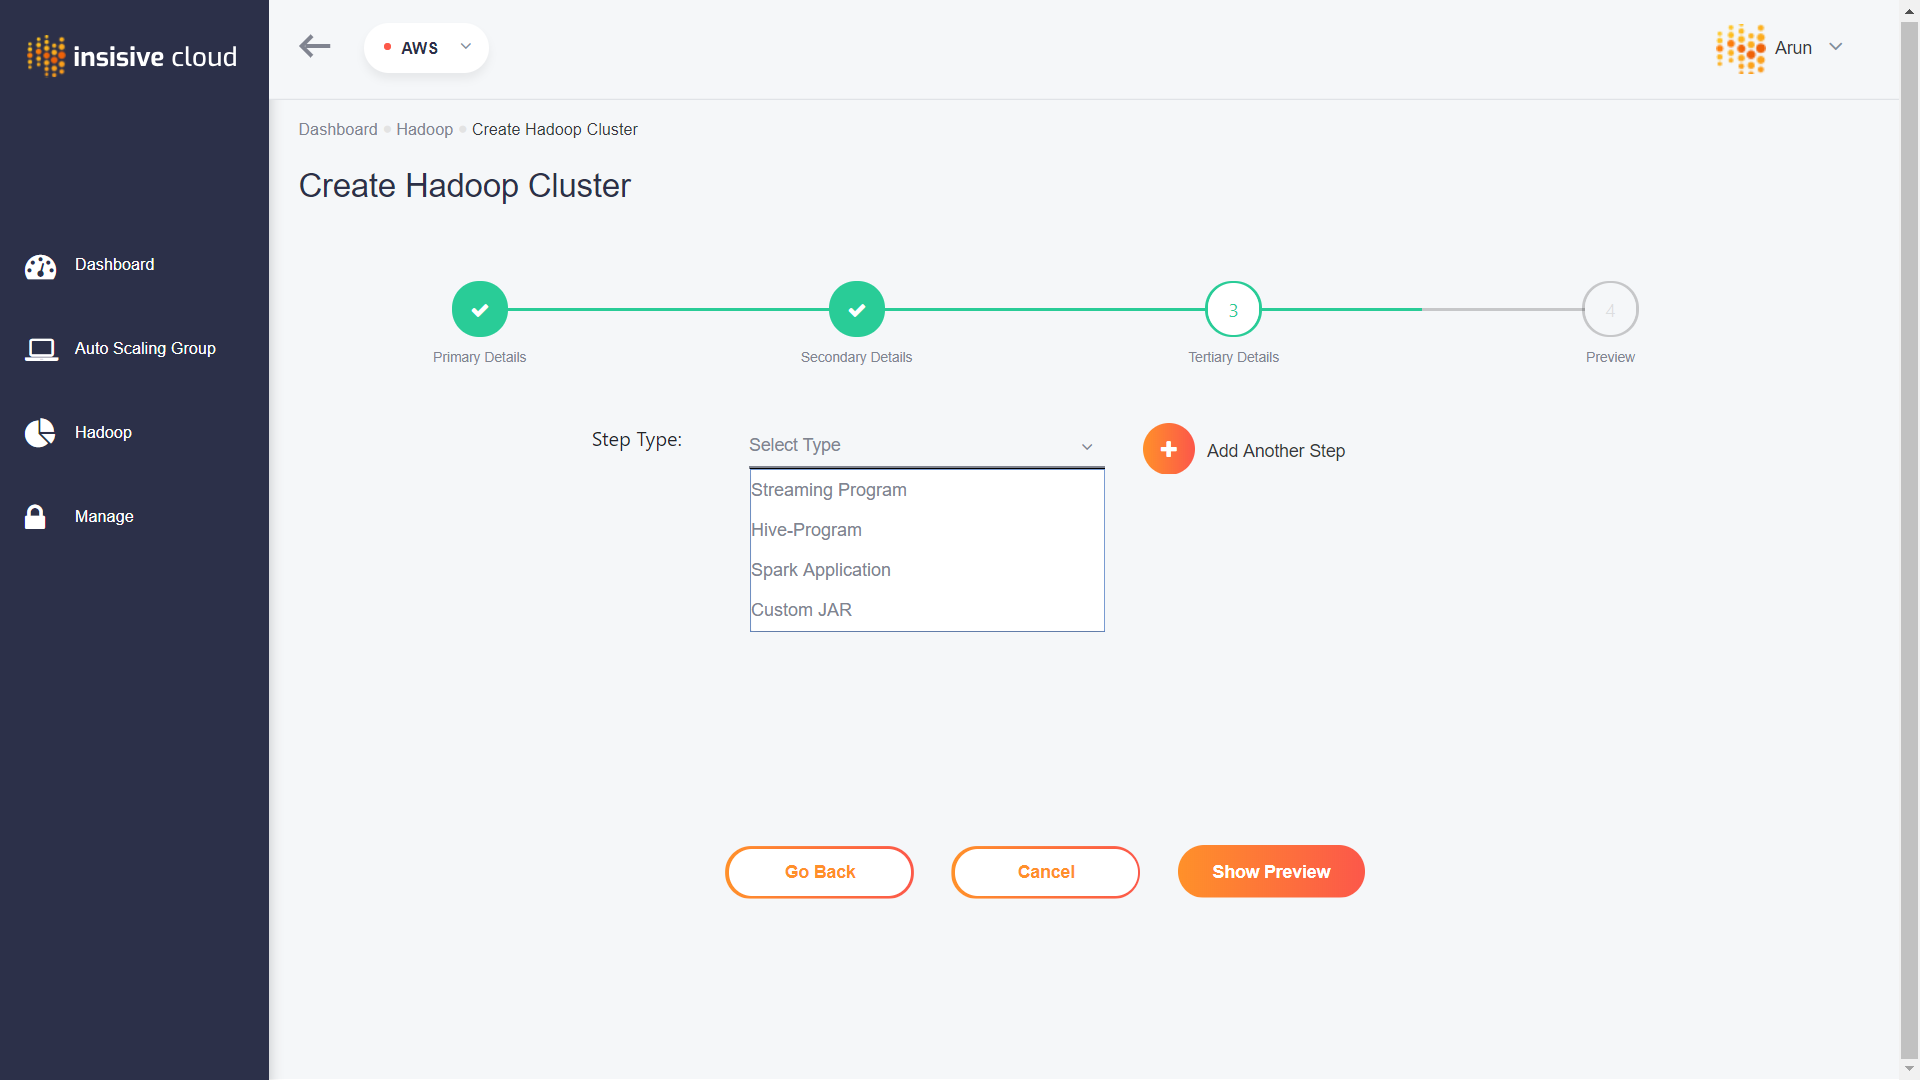 insisive cloud
AWS
Arun
Dashboard Hadoop Create Hadoop Cluster
Create Hadoop Cluster
Dashboard
Auto Scaling Group
Hadoop
Manage
3
4
Primary Details
Secondary Details
Tertiary Details
Preview
Step Type:
Select Type
Add Another Step
Streaming Program
Hive-Program
Spark Application
Custom JAR
Go Back
Cancel
Show Preview